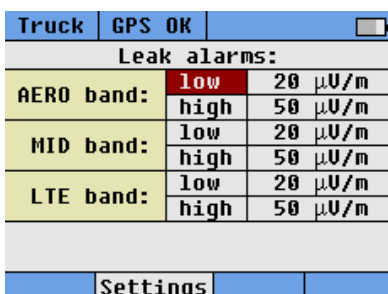 Truck GPS OK
Leak alarms:
AERO band: low 20 µV/m
high 50 µV/m
MID band: low 20 µV/m
high 50 µV/m
LTE band: low 20 µV/m
high 50 µV/m
Settings